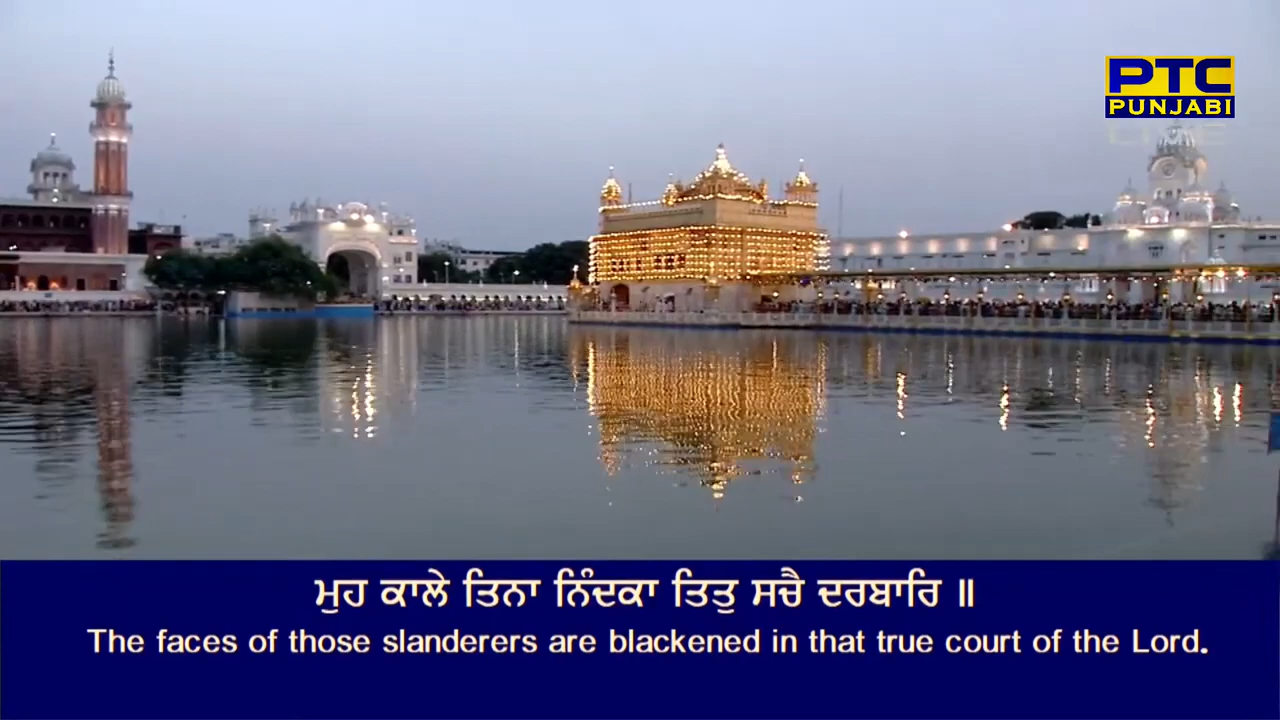 PTC
PUNJABI
LIVE
ਮੁਹ ਕਾਲੇ ਤਿਨਾ ਨਿੰਦਕਾ ਤਿਤੁ ਸਚੈ ਦਰਬਾਰਿ ॥
The faces of those slanderers are blackened in that true court of the Lord.